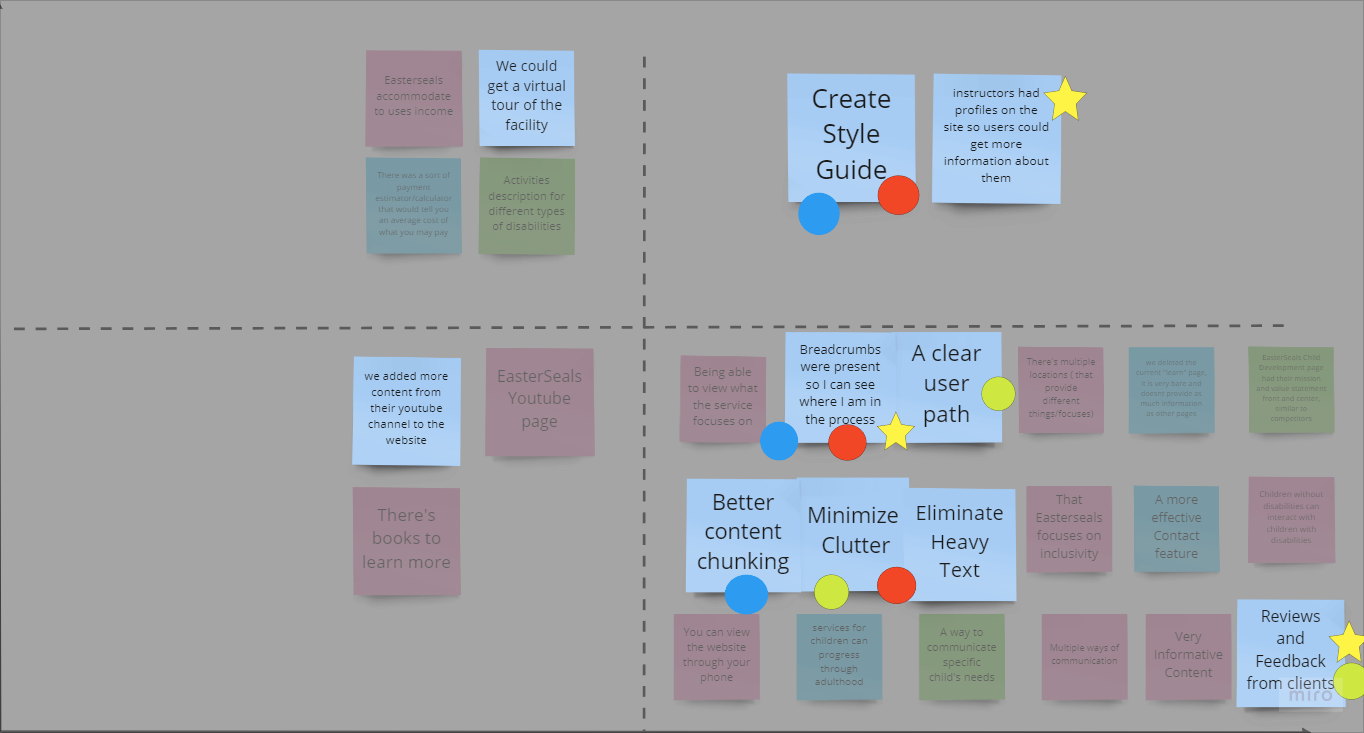 Easterseals
accommodate
to uses income
We could
get a virtual
tour of the
facility
There was a sort of
payment
estimator/calculator
that would tell you
an average cost of
what you may pay
Activities
description for
different types
of disabilities
Create
Style
Guide
instructors had
profiles on the
site so users could
get more
information about
them
we added more
content from
their youtube
channel to the
website
EasterSeals
Youtube
page
There's
books to
learn more
Being able
to view what
the service
focuses on
Breadcrumbs
were present
so I can see
where I am in
the process
A clear
user
path
There's multiple
locations ( that
provide
different
things/focuses)
we deleted the
current "learn" page,
it is very bare and
doesnt provide as
much information
as other pages
EasterSeals Child
Development page
had their mission
and value statement
front and center,
similar to
competitors
Better
content
chunking
Minimize
Clutter
Eliminate
Heavy
Text
That
Easterseals
focuses on
inclusivity
A more
effective
Contact
feature
Children without
disabilities can
interact with
children with
disabilities
You can view
the website
through your
phone
services for
children can
progress
through
adulthood
A way to
communicate
specific
child's needs
Multiple ways of
communication
Very
Informative
Content
Reviews
and
Feedback
from clients
miro